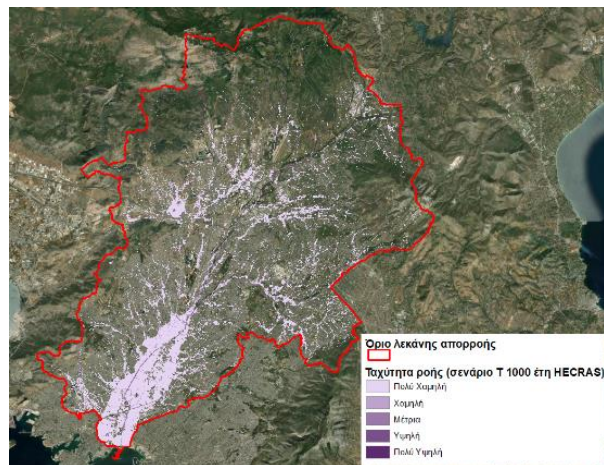 Όριο λεκάνης απορροής
Ταχύτητα ροής (σενάριο Τ 1000 έτη HECRAS)
Πολύ Χαμηλή
Χαμηλή
Μέτρια
Υψηλή
Πολύ Υψηλή